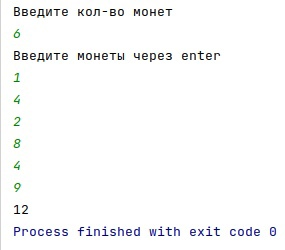 Введите кол-во монет
6
Введите монеты через enter
1
4
2
8
4
9
12
Process finished with exit code 0